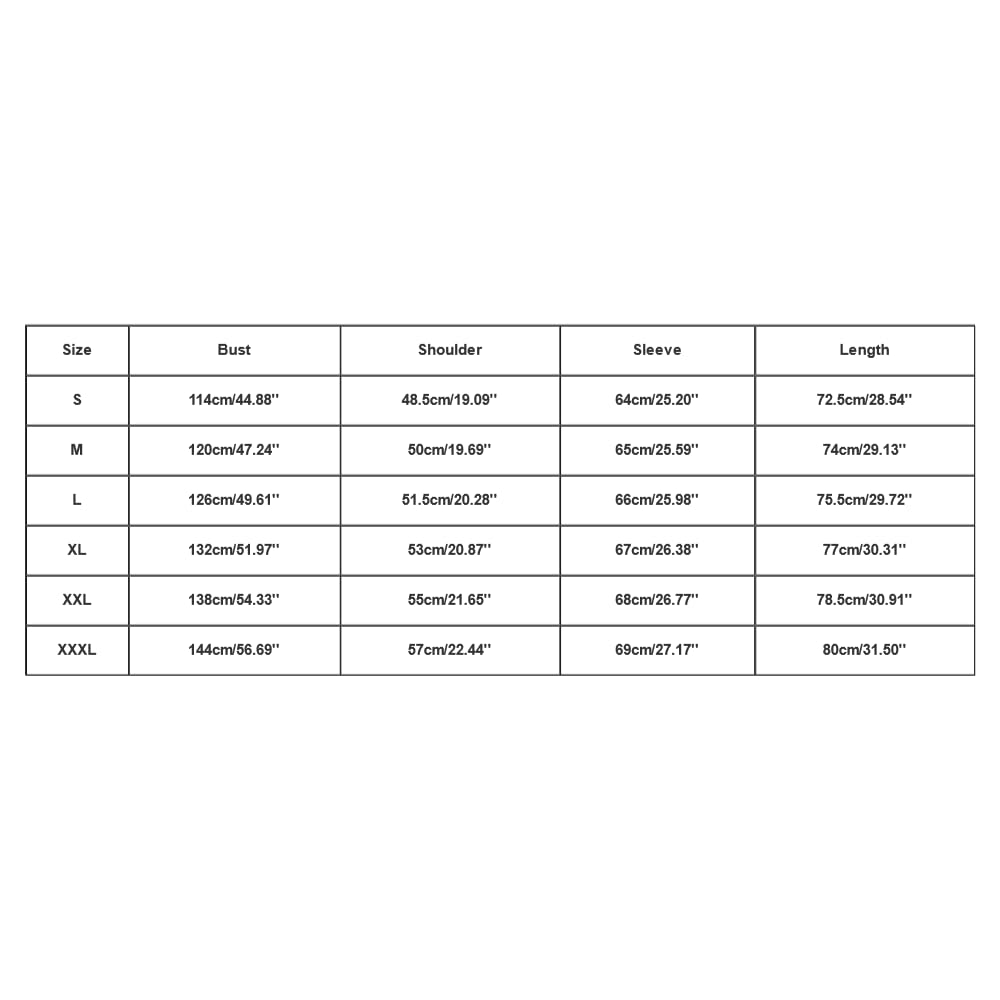 Size Bust Shoulder Sleeve Length
S 114cm/44.88'' 48.5cm/19.09'' 64cm/25.20'' 72.5cm/28.54''
M 120cm/47.24'' 50cm/19.69'' 65cm/25.59'' 74cm/29.13''
L 126cm/49.61'' 51.5cm/20.28'' 66cm/25.98'' 75.5cm/29.72''
XL 132cm/51.97'' 53cm/20.87'' 67cm/26.38'' 77cm/30.31''
XXL 138cm/54.33'' 55cm/21.65'' 68cm/26.77'' 78.5cm/30.91''
XXXL 144cm/56.69'' 57cm/22.44'' 69cm/27.17'' 80cm/31.50''